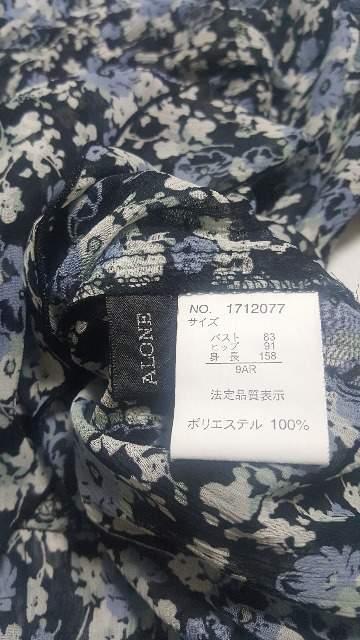 ALONE
NO. 1712077
サイズ
バスト 83
ヒップ 91
身長 158
9AR
法定品質表示
ポリエステル 100%